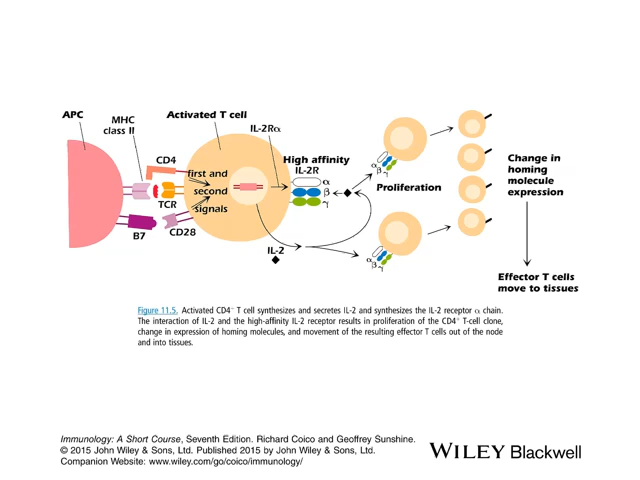 APC
MHC
class II
CD4
TCR
B7
CD28
Activated T cell
first and
second
signals
IL-2Rα
High affinity
IL-2R
α
β
γ
IL-2
α
β
γ
α
β
γ
Proliferation
Change in
homing
molecule
expression
Effector T cells
move to tissues
Figure 11.5. Activated CD4⁻ T cell synthesizes and secretes IL-2 and synthesizes the IL-2 receptor α chain.
The interaction of IL-2 and the high-affinity IL-2 receptor results in proliferation of the CD4⁺ T-cell clone,
change in expression of homing molecules, and movement of the resulting effector T cells out of the node
and into tissues.
Immunology: A Short Course, Seventh Edition. Richard Coico and Geoffrey Sunshine.
© 2015 John Wiley & Sons, Ltd. Published 2015 by John Wiley & Sons, Ltd.
Companion Website: www.wiley.com/go/coico/immunology/
WILEY Blackwell